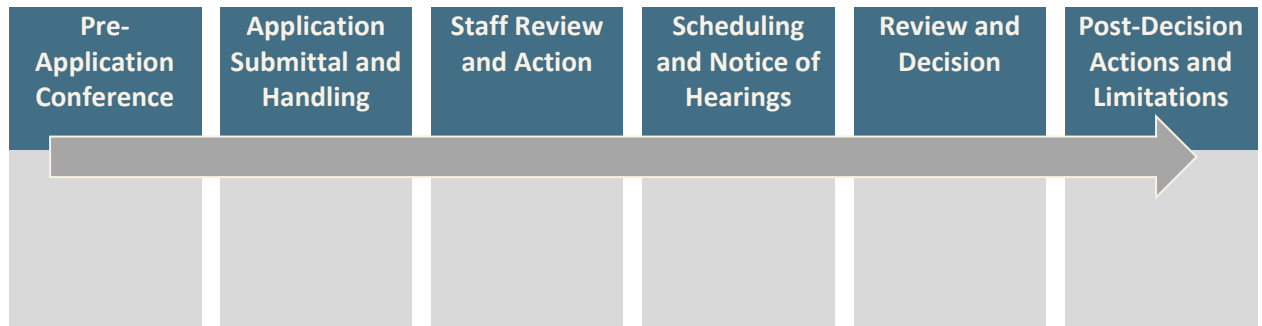 Pre-
Application
Conference
Application
Submittal and
Handling
Staff Review
and Action
Scheduling
and Notice of
Hearings
Review and
Decision
Post-Decision
Actions and
Limitations